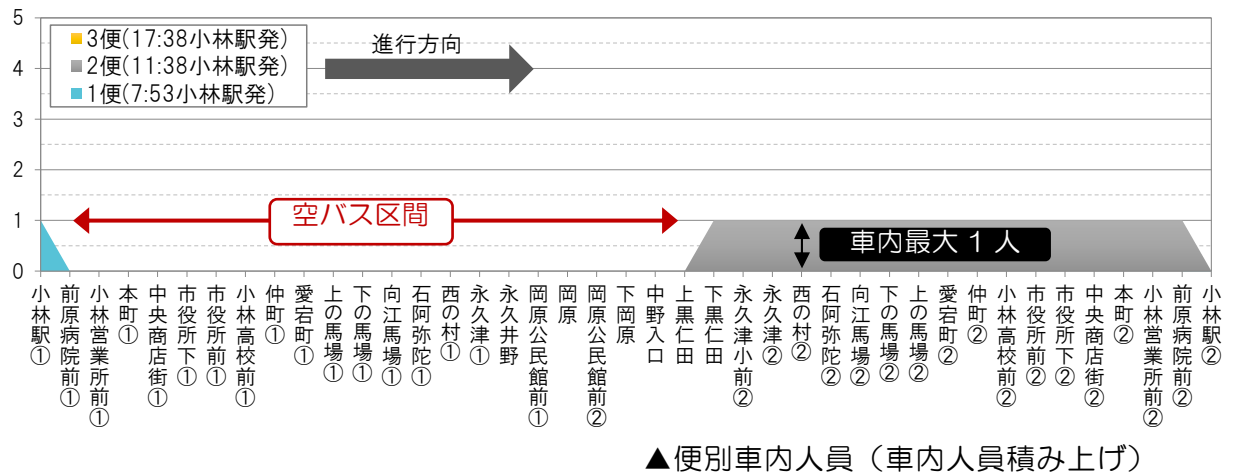 5
4
3
2
1
0
3便(17:38小林駅発)
2便(11:38小林駅発)
1便(7:53小林駅発)
進行方向
空バス区間
車内最大1人
小林駅①
前原病院前①
小林営業所前①
本町①
中央商店街①
市役所下①
市役所前①
小林高校前①
仲町①
愛宕町①
上の馬場①
下の馬場①
向江馬場①
石阿弥陀①
西の村①
永久津①
永久井野
岡原公民館前①
岡原
岡原公民館前②
下岡原
中野入口
上黒仁田
下黒仁田
永久津小前②
永久津②
西の村②
石阿弥陀②
向江馬場②
下の馬場②
上の馬場②
愛宕町②
仲町②
小林高校前②
市役所前②
市役所下②
中央商店街②
本町②
小林営業所前②
前原病院前②
小林駅②
▲便別車内人員（車内人員積み上げ）